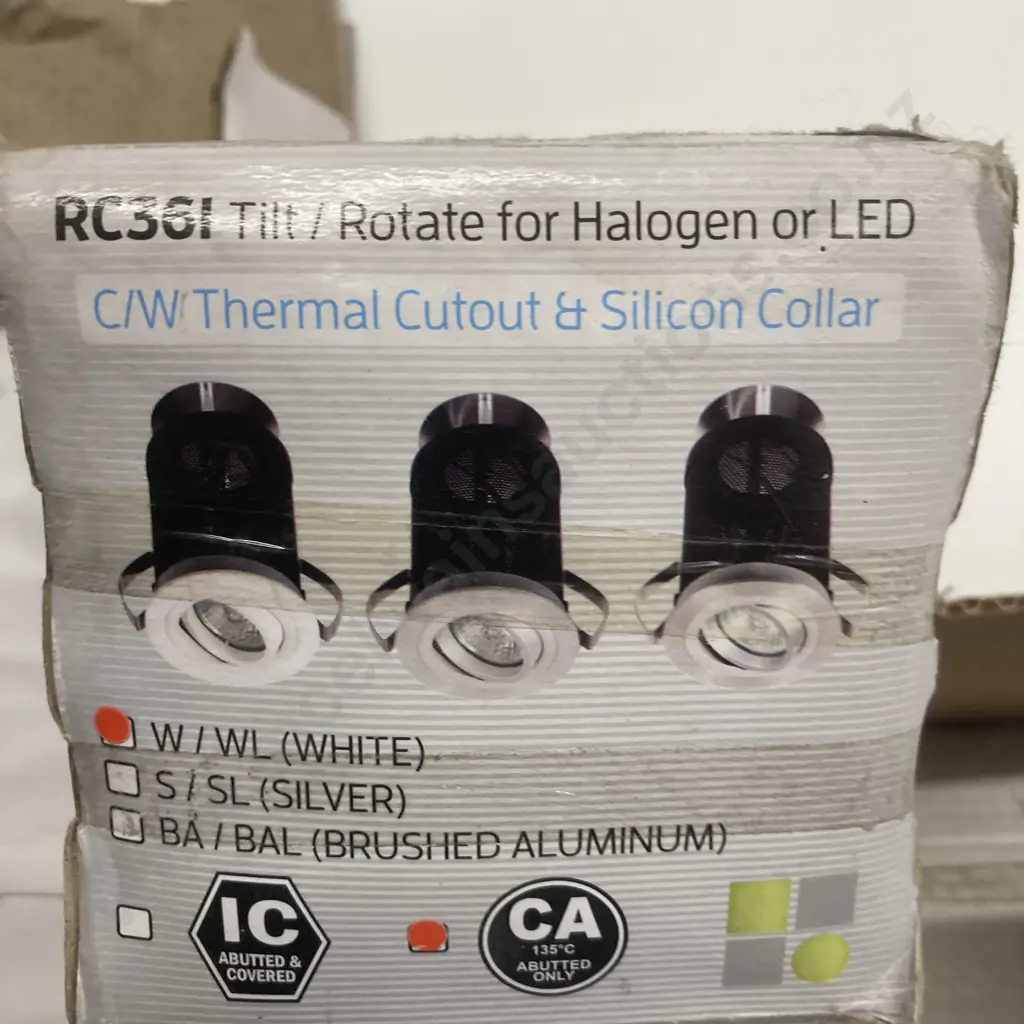 RC361 Tilt / Rotate for Halogen or LED
C/W Thermal Cutout & Silicon Collar
W / WL (WHITE)
S / SL (SILVER)
BA / BAL (BRUSHED ALUMINUM)
IC
ABUTTED &
COVERED
CA
135°C
ABUTTED
ONLY